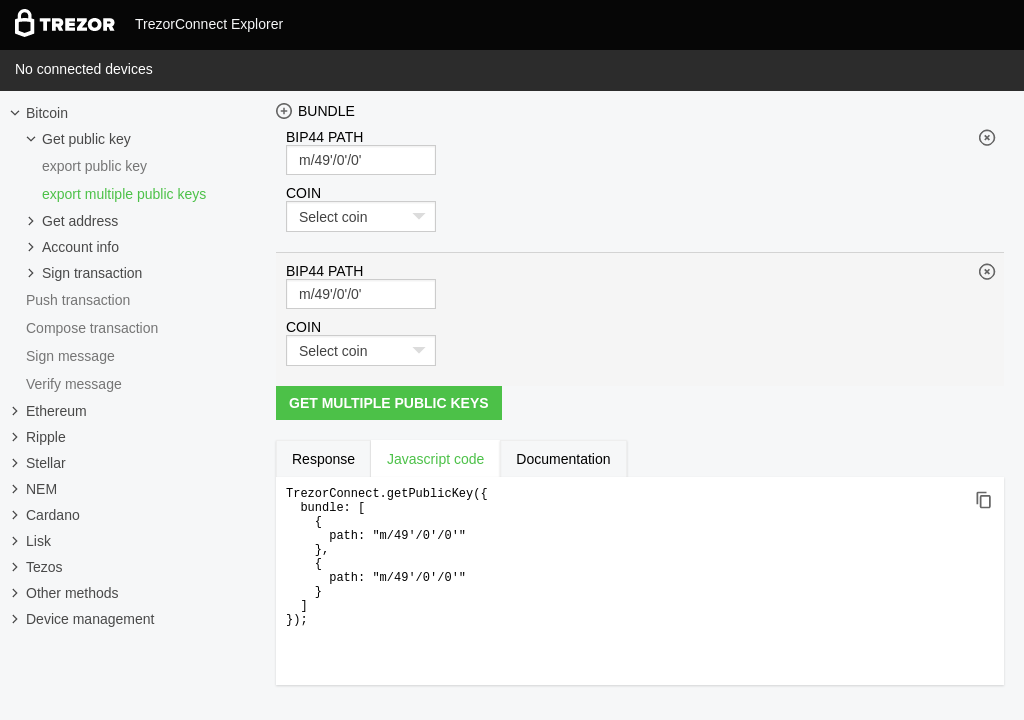 TREZOR TrezorConnect Explorer
No connected devices
Bitcoin
Get public key
export public key
export multiple public keys
Get address
Account info
Sign transaction
Push transaction
Compose transaction
Sign message
Verify message
Ethereum
Ripple
Stellar
NEM
Cardano
Lisk
Tezos
Other methods
Device management
BUNDLE
BIP44 PATH
m/49'/0'/0'
COIN
Select coin
BIP44 PATH
m/49'/0'/0'
COIN
Select coin
GET MULTIPLE PUBLIC KEYS
Response Javascript code Documentation
TrezorConnect.getPublicKey({
  bundle: [
    {
      path: "m/49'/0'/0'"
    },
    {
      path: "m/49'/0'/0'"
    }
  ]
});